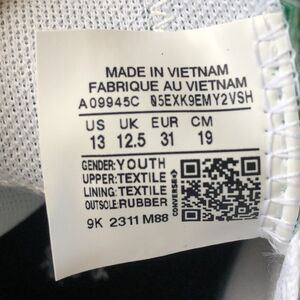 MADE IN VIETNAM
FABRIQUE AU VIETNAM
A09945C 05EXK9EMY2VSH
US UK EUR CM
13 12.5 31 19
GENDER: YOUTH
UPPER: TEXTILE
LINING: TEXTILE
OUTSOLE: RUBBER
CONVERSE
9K 2311 M88